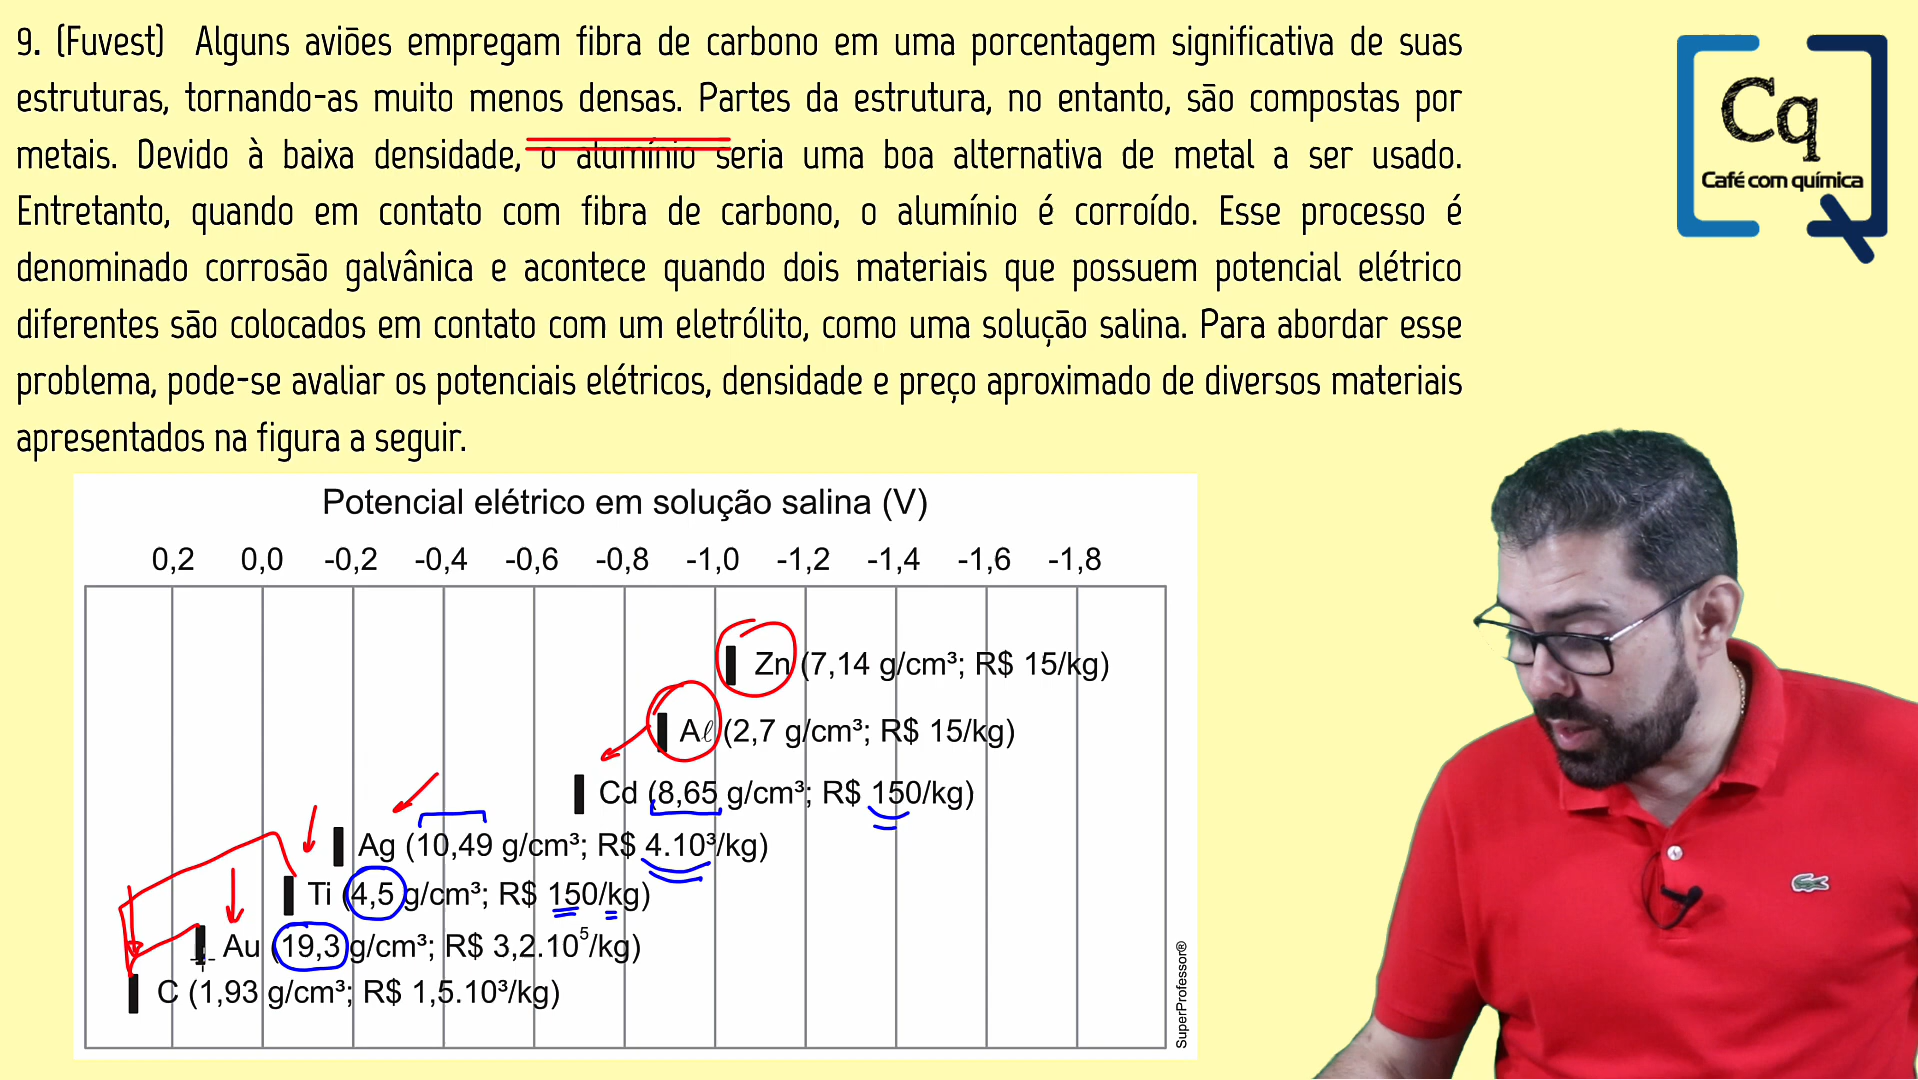 9. (Fuvest) Alguns aviões empregam fibra de carbono em uma porcentagem significativa de suas
estruturas, tornando-as muito menos densas. Partes da estrutura, no entanto, são compostas por
metais. Devido à baixa densidade, o alumínio seria uma boa alternativa de metal a ser usado.
Entretanto, quando em contato com fibra de carbono, o alumínio é corroído. Esse processo é
denominado corrosão galvânica e acontece quando dois materiais que possuem potencial elétrico
diferentes são colocados em contato com um eletrólito, como uma solução salina. Para abordar esse
problema, pode-se avaliar os potenciais elétricos, densidade e preço aproximado de diversos materiais
apresentados na figura a seguir.
Cq
Café com química
Potencial elétrico em solução salina (V)
0,2 0,0 -0,2 -0,4 -0,6 -0,8 -1,0 -1,2 -1,4 -1,6 -1,8
Zn (7,14 g/cm³; R$ 15/kg)
Aℓ (2,7 g/cm³; R$ 15/kg)
Cd (8,65 g/cm³; R$ 150/kg)
Ag (10,49 g/cm³; R$ 4.10³/kg)
Ti (4,5 g/cm³; R$ 150/kg)
Au (19,3 g/cm³; R$ 3,2.10⁵/kg)
C (1,93 g/cm³; R$ 1,5.10³/kg)
SuperProfessor®